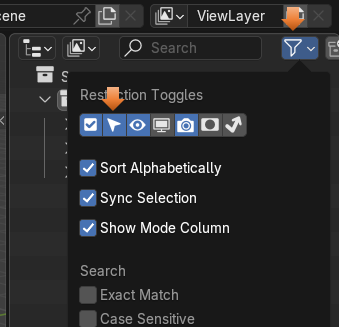 cene
ViewLayer
Search
S
Restriction Toggles
Sort Alphabetically
Sync Selection
Show Mode Column
Search
Exact Match
Case Sensitive